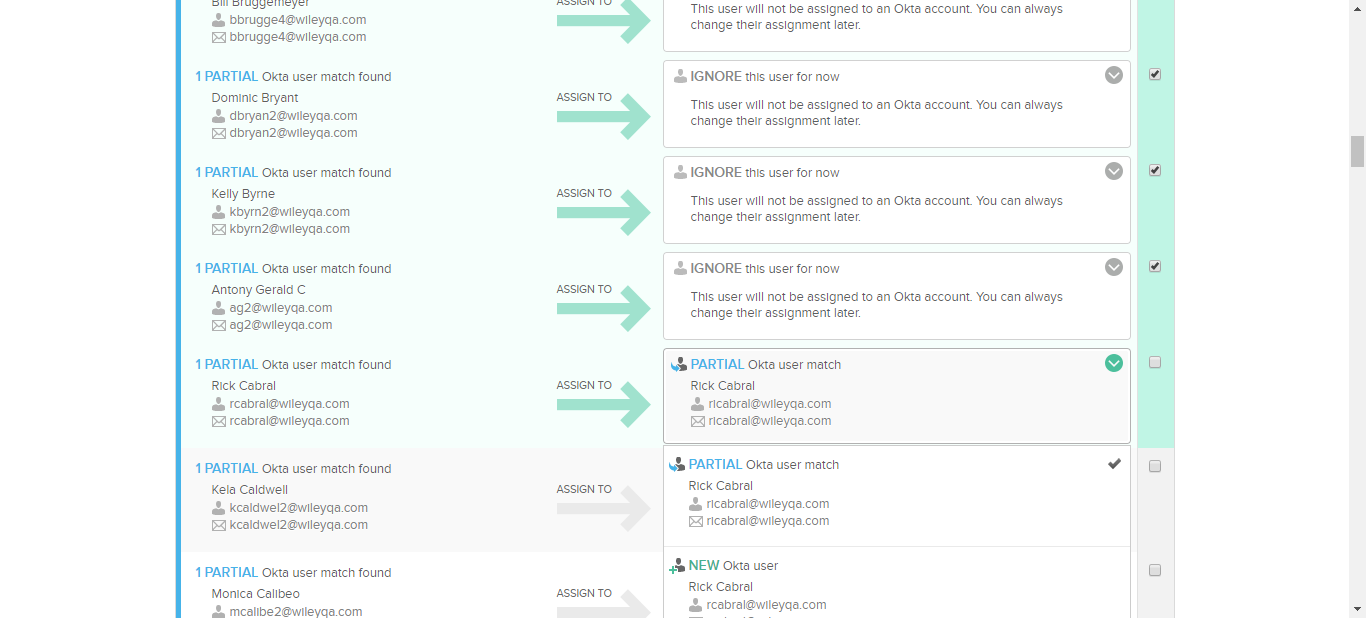 Bill Bruggemeyer
bbrugge4@wileyqa.com
bbrugge4@wileyqa.com
ASSIGN TO
This user will not be assigned to an Okta account. You can always
change their assignment later.
1 PARTIAL Okta user match found
Dominic Bryant
dbryan2@wileyqa.com
dbryan2@wileyqa.com
ASSIGN TO
IGNORE this user for now
This user will not be assigned to an Okta account. You can always
change their assignment later.
1 PARTIAL Okta user match found
Kelly Byrne
kbyrn2@wileyqa.com
kbyrn2@wileyqa.com
ASSIGN TO
IGNORE this user for now
This user will not be assigned to an Okta account. You can always
change their assignment later.
1 PARTIAL Okta user match found
Antony Gerald C
ag2@wileyqa.com
ag2@wileyqa.com
ASSIGN TO
IGNORE this user for now
This user will not be assigned to an Okta account. You can always
change their assignment later.
1 PARTIAL Okta user match found
Rick Cabral
rcabral@wileyqa.com
rcabral@wileyqa.com
ASSIGN TO
PARTIAL Okta user match
Rick Cabral
ricabral@wileyqa.com
ricabral@wileyqa.com
1 PARTIAL Okta user match found
Kela Caldwell
kcaldwel2@wileyqa.com
kcaldwel2@wileyqa.com
ASSIGN TO
PARTIAL Okta user match
Rick Cabral
ricabral@wileyqa.com
ricabral@wileyqa.com
1 PARTIAL Okta user match found
Monica Calibeo
mcalibe2@wileyqa.com
ASSIGN TO
NEW Okta user
Rick Cabral
rcabral@wileyqa.com